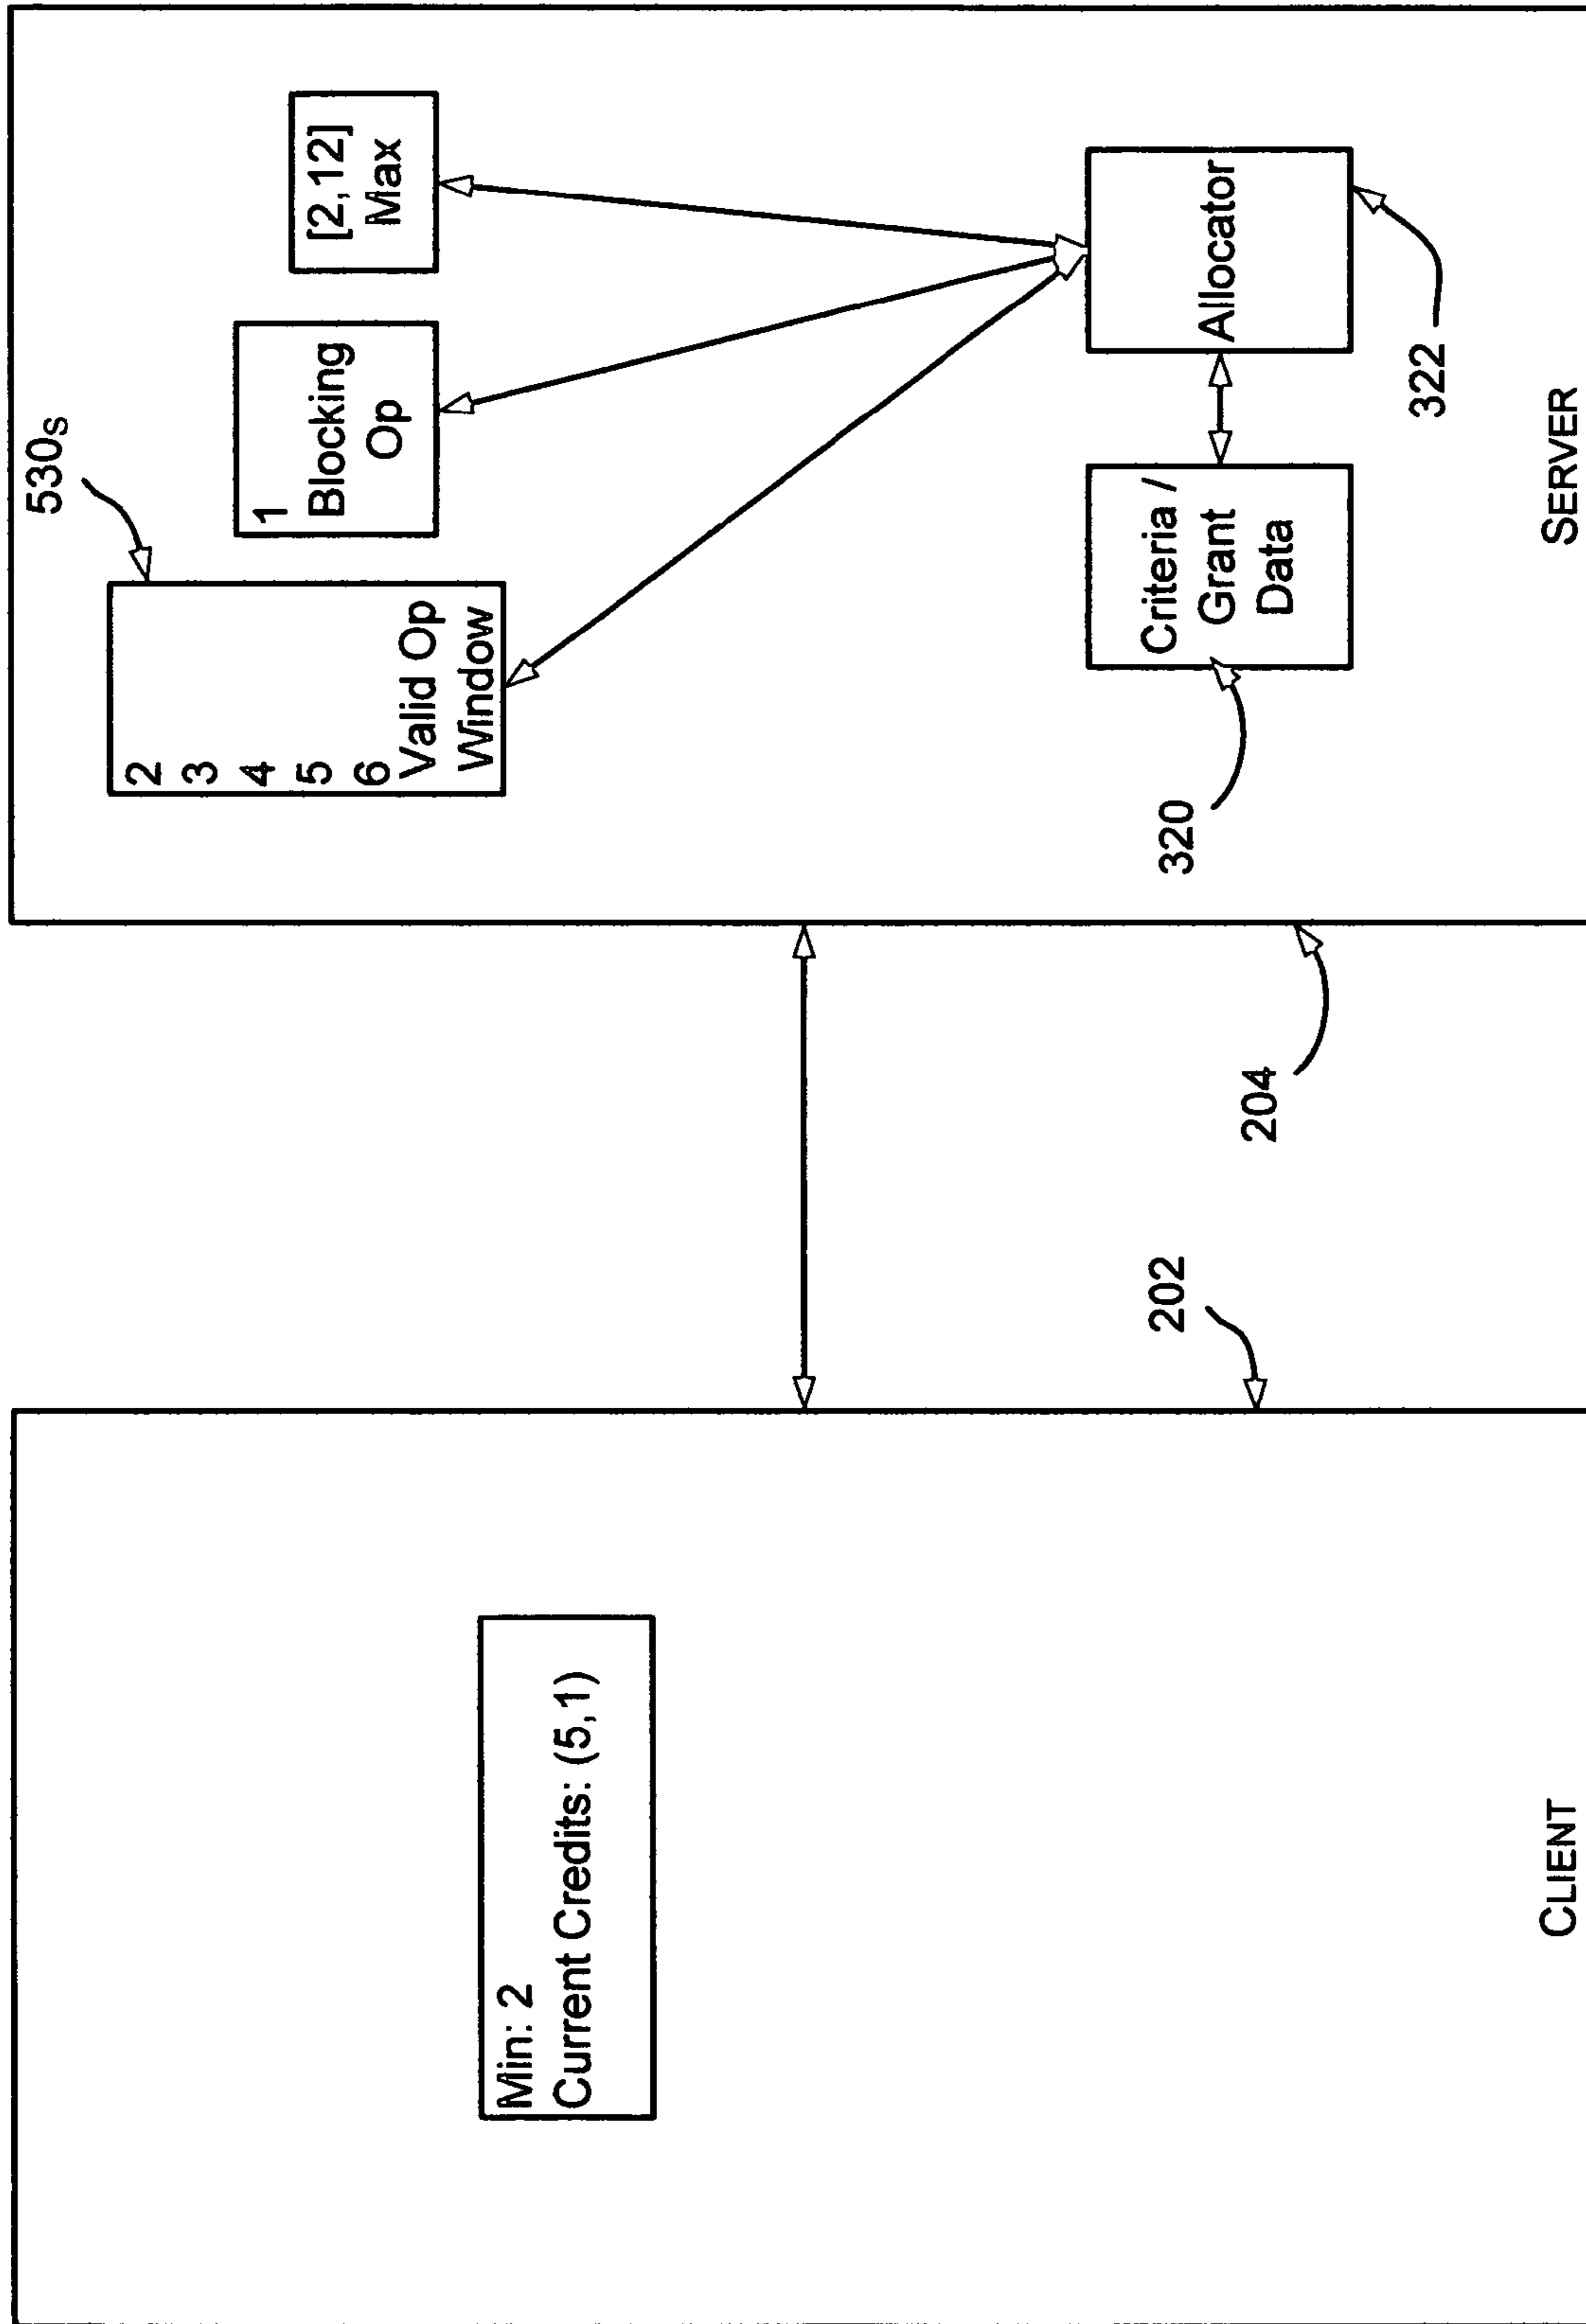 Min: 2
Current Credits: (5,1)
CLIENT
202
204
530s
2
3
4
5
6
Valid Op
Window
1
Blocking
Op
[2,12]
Max
Criteria /
Grant
Data
320
Allocator
322
SERVER